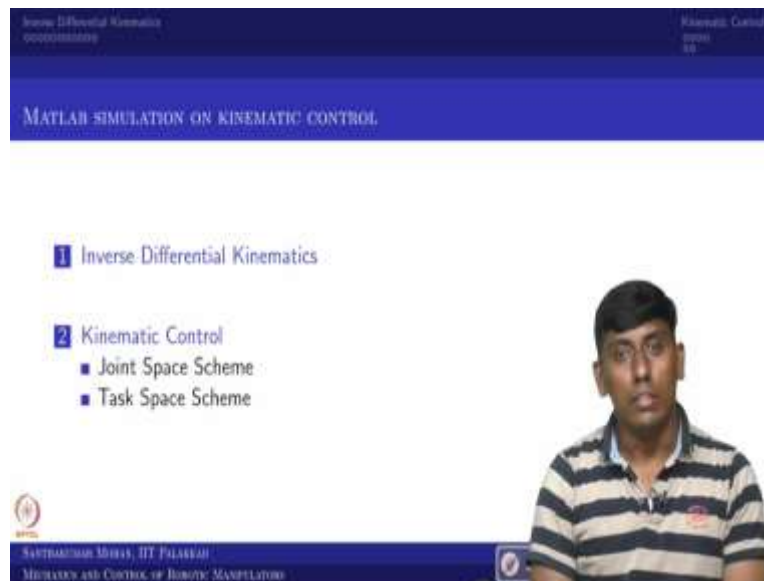 Inverse Differential Kinematics
Kinematic Control
MATLAB SIMULATION ON KINEMATIC CONTROL
1 Inverse Differential Kinematics
2 Kinematic Control
Joint Space Scheme
Task Space Scheme
NPTEL
SANTHAKUMAR MOHAN, IIT PALAKKAD
MECHANICS AND CONTROL OF ROBOTIC MANIPULATORS